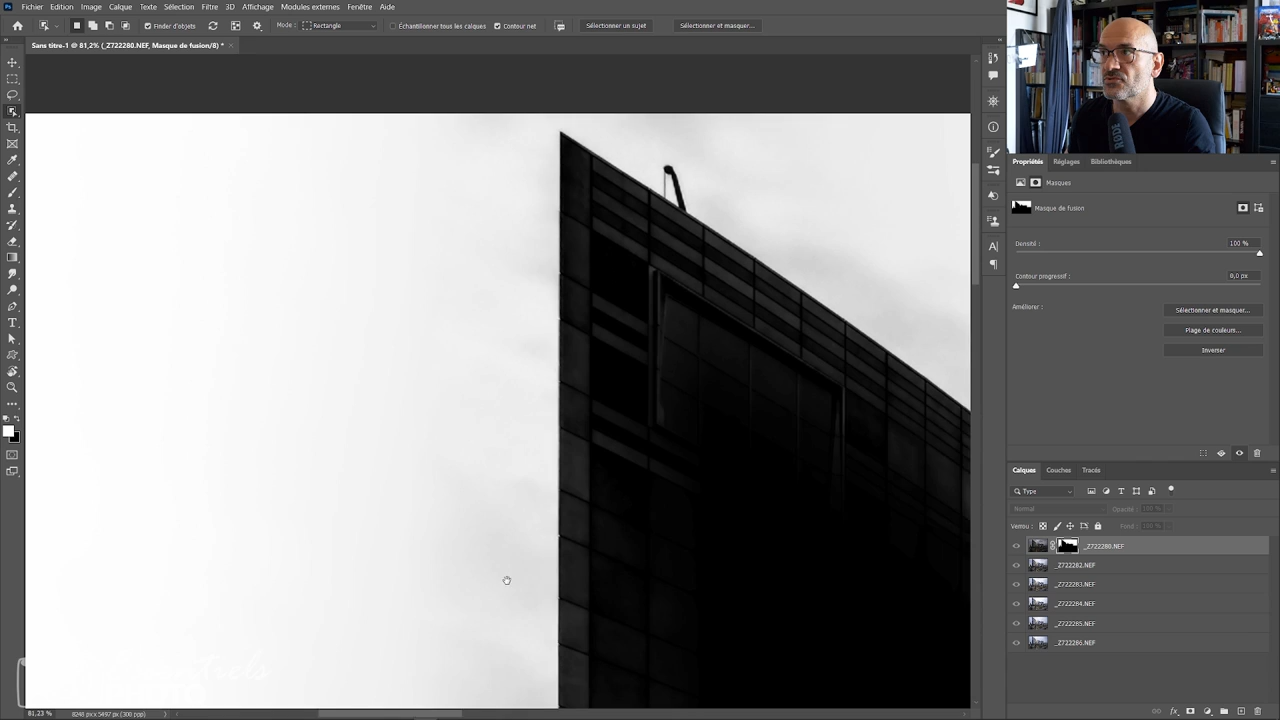 Fichier Edition Image Calque Texte Sélection Filtre 3D Affichage Modules externes Fenêtre Aide
Finder d'objets Mode : Rectangle Échantillonner tous les calques Contour net Sélectionner un sujet Sélectionner et masquer...
Sans titre-1 @ 81,2% (_Z722280.NEF, Masque de fusion/8) *
RØDE
Propriétés Réglages Bibliothèques
Masques
Masque de fusion
Densité : 100 %
Contour progressif : 0,0 px
Améliorer : Sélectionner et masquer...
Plage de couleurs...
Inverser
Calques Couches Tracés
Type
Normal Opacité : 100 %
Verrou : Fond : 100 %
_Z722280.NEF
_Z722282.NEF
_Z722283.NEF
_Z722284.NEF
_Z722285.NEF
_Z722286.NEF
81,23 % 8248 px x 5497 px (300 ppp)